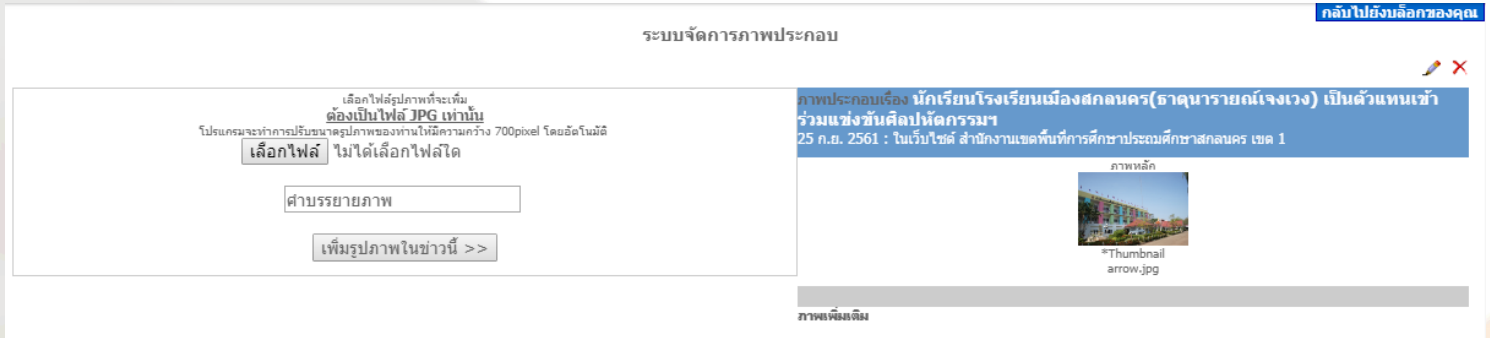 กลับไปยังบล็อกของคุณ
ระบบจัดการภาพประกอบ
เลือกไฟล์รูปภาพที่จะเพิ่ม
ต้องเป็นไฟล์ JPG เท่านั้น
โปรแกรมจะทำการปรับขนาดรูปภาพของท่านให้มีความกว้าง 700pixel โดยอัตโนมัติ
เลือกไฟล์ ไม่ได้เลือกไฟล์ใด
คำบรรยายภาพ
เพิ่มรูปภาพในข่าวนี้ >>
ภาพประกอบเรื่อง นักเรียนโรงเรียนเมืองสกลนคร(ธาตุนารายณ์เจงเวง) เป็นตัวแทนเข้า
ร่วมแข่งขันศิลปหัตกรรมฯ
25 ก.ย. 2561 : ในเว็บไซต์ สำนักงานเขตพื้นที่การศึกษาประถมศึกษาสกลนคร เขต 1
ภาพหลัก
*Thumbnail
arrow.jpg
ภาพเพิ่มเติม